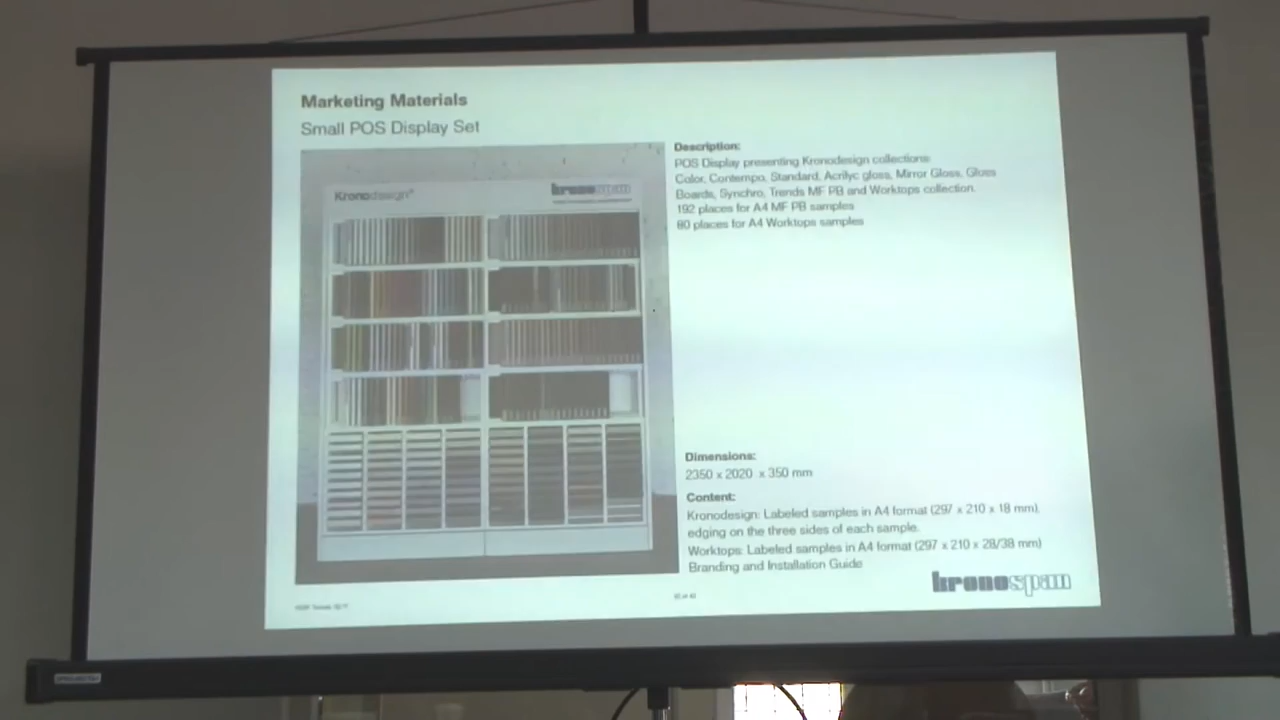 Marketing Materials
Small POS Display Set
Kronodesign®
kronospan
Description:
POS Display presenting Kronodesign collections:
Color, Contempo, Standard, Acrilyc gloss, Mirror Gloss, Gloss
Boards, Synchro, Trends MF PB and Worktops collection.
192 places for A4 MF PB samples
80 places for A4 Worktops samples
Dimensions:
2350 x 2020 x 350 mm
Content:
Kronodesign: Labeled samples in A4 format (297 x 210 x 18 mm),
edging on the three sides of each sample.
Worktops: Labeled samples in A4 format (297 x 210 x 28/38 mm)
Branding and Installation Guide
kronospan